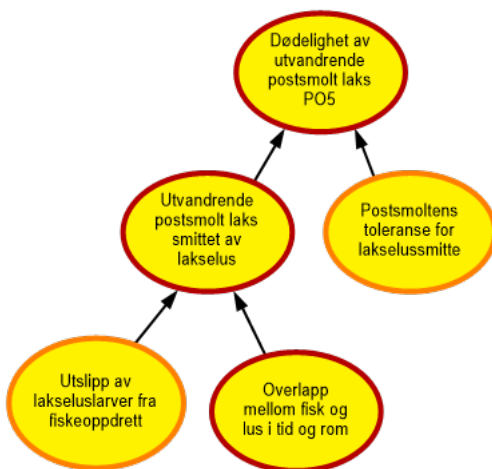 Dødelighet av
utvandrende
postsmolt laks
PO5
Utvandrende
postsmolt laks
smittet av
lakselus
Postsmoltens
toleranse for
lakselussmitte
Utslipp av
lakseluslarver fra
fiskeoppdrett
Overlapp
mellom fisk og
lus i tid og rom